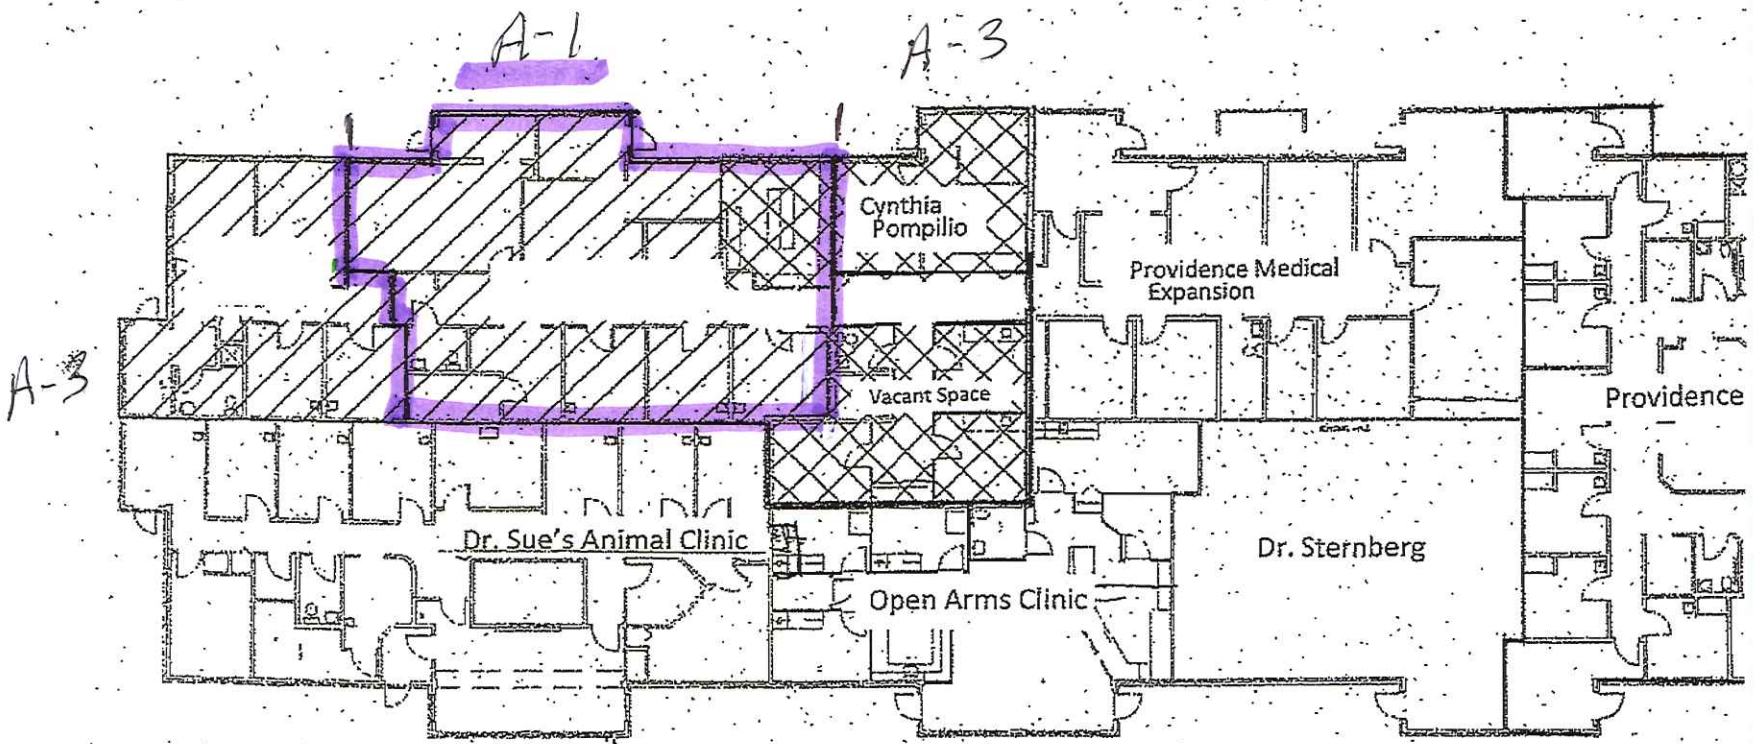 A-1
A-3
Cynthia
Pompilio
Providence Medical
Expansion
A-3
Vacant Space
Providence
Dr. Sue's Animal Clinic
Dr. Sternberg
Open Arms Clinic